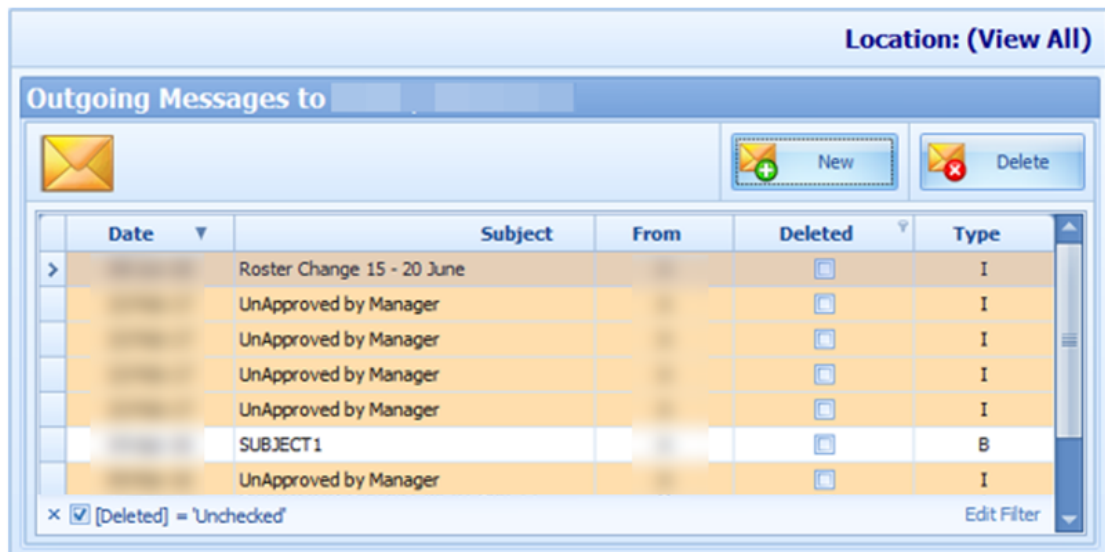 Location: (View All)
Outgoing Messages to
New Delete
Date Subject From Deleted Type
Roster Change 15 - 20 June I
UnApproved by Manager I
UnApproved by Manager I
UnApproved by Manager I
UnApproved by Manager I
SUBJECT1 B
UnApproved by Manager I
[Deleted] = 'Unchecked' Edit Filter